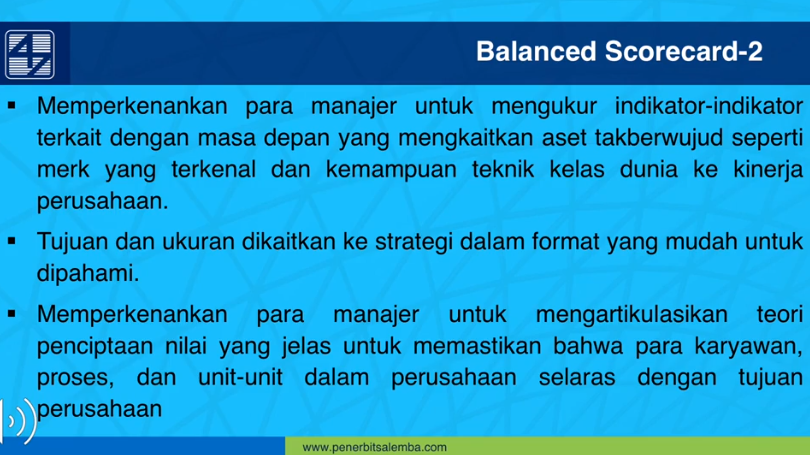 Balanced Scorecard-2
▪ Memperkenankan para manajer untuk mengukur indikator-indikator
terkait dengan masa depan yang mengkaitkan aset takberwujud seperti
merk yang terkenal dan kemampuan teknik kelas dunia ke kinerja
perusahaan.
▪ Tujuan dan ukuran dikaitkan ke strategi dalam format yang mudah untuk
dipahami.
▪ Memperkenankan para manajer untuk mengartikulasikan teori
penciptaan nilai yang jelas untuk memastikan bahwa para karyawan,
proses, dan unit-unit dalam perusahaan selaras dengan tujuan
perusahaan
www.penerbitsalemba.com